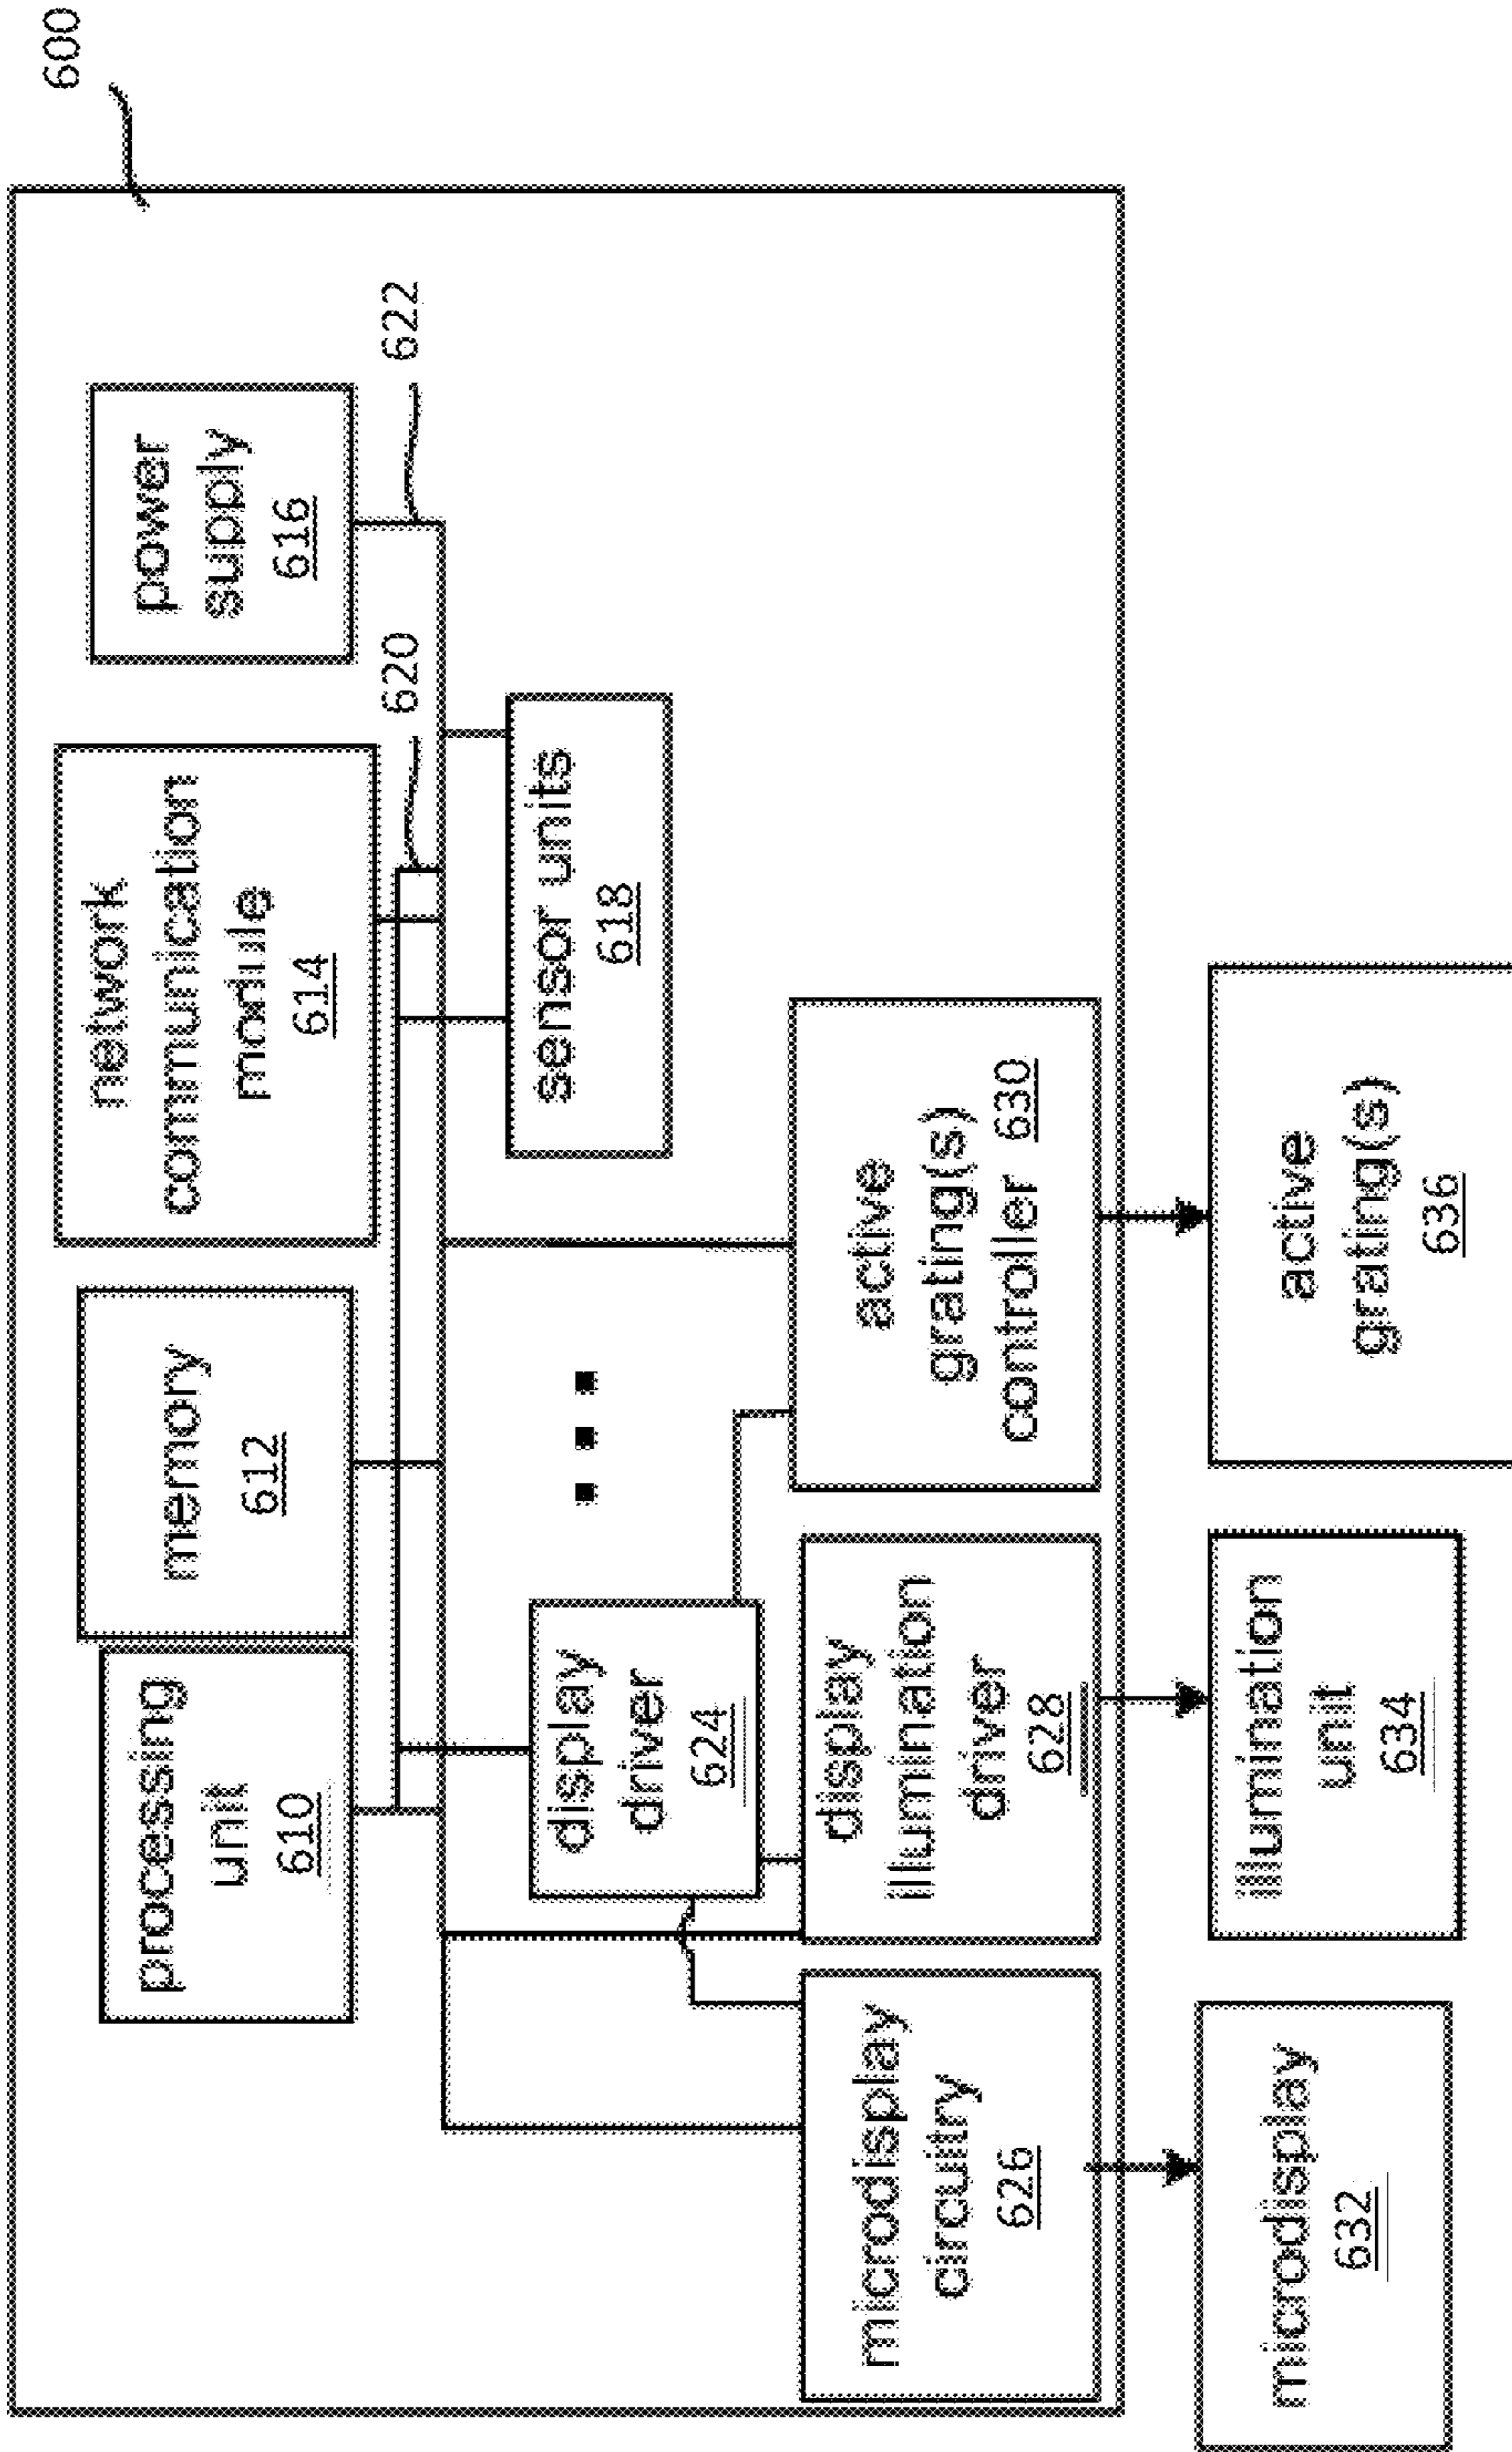 600
processing
unit
610
memory
612
network
communication
module
614
power
supply
616
620
622
display
driver
624
sensor units
618
microdisplay
circuitry
626
display
illumination
driver
628
active
grating(s)
controller 630
microdisplay
632
illumination
unit
634
active
grating(s)
636